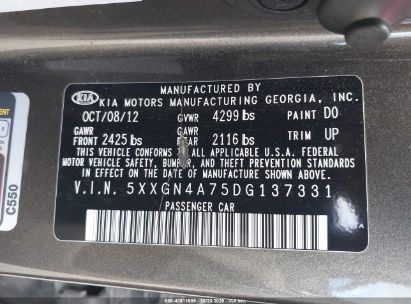 MANUFACTURED BY
KIA KIA MOTORS MANUFACTURING GEORGIA, INC.
OCT/08/12 GVWR 4299 lbs PAINT DO
GAWR FRONT 2425 lbs GAWR REAR 2116 lbs TRIM UP
THIS VEHICLE CONFORMS TO ALL APPLICABLE U.S.A. FEDERAL
MOTOR VEHICLE SAFETY, BUMPER, AND THEFT PREVENTION STANDARDS
IN EFFECT ON THE DATE OF MANUFACTURE SHOWN ABOVE
V.I.N. 5XXGN4A75DG137331
PASSENGER CAR
C550